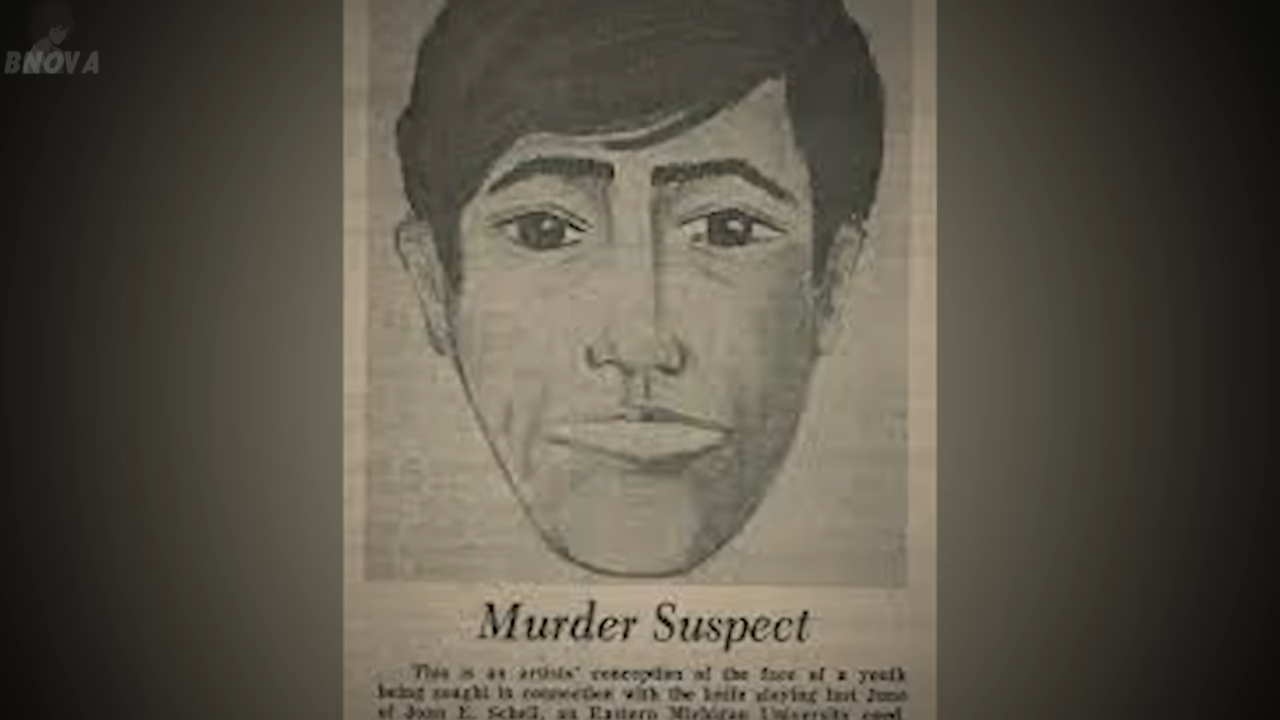 BNOVA
Murder Suspect
This is an artists' conception of the face of a youth
being sought in connection with the knife slaying last June
of Joan E. Schell, an Eastern Michigan University coed.